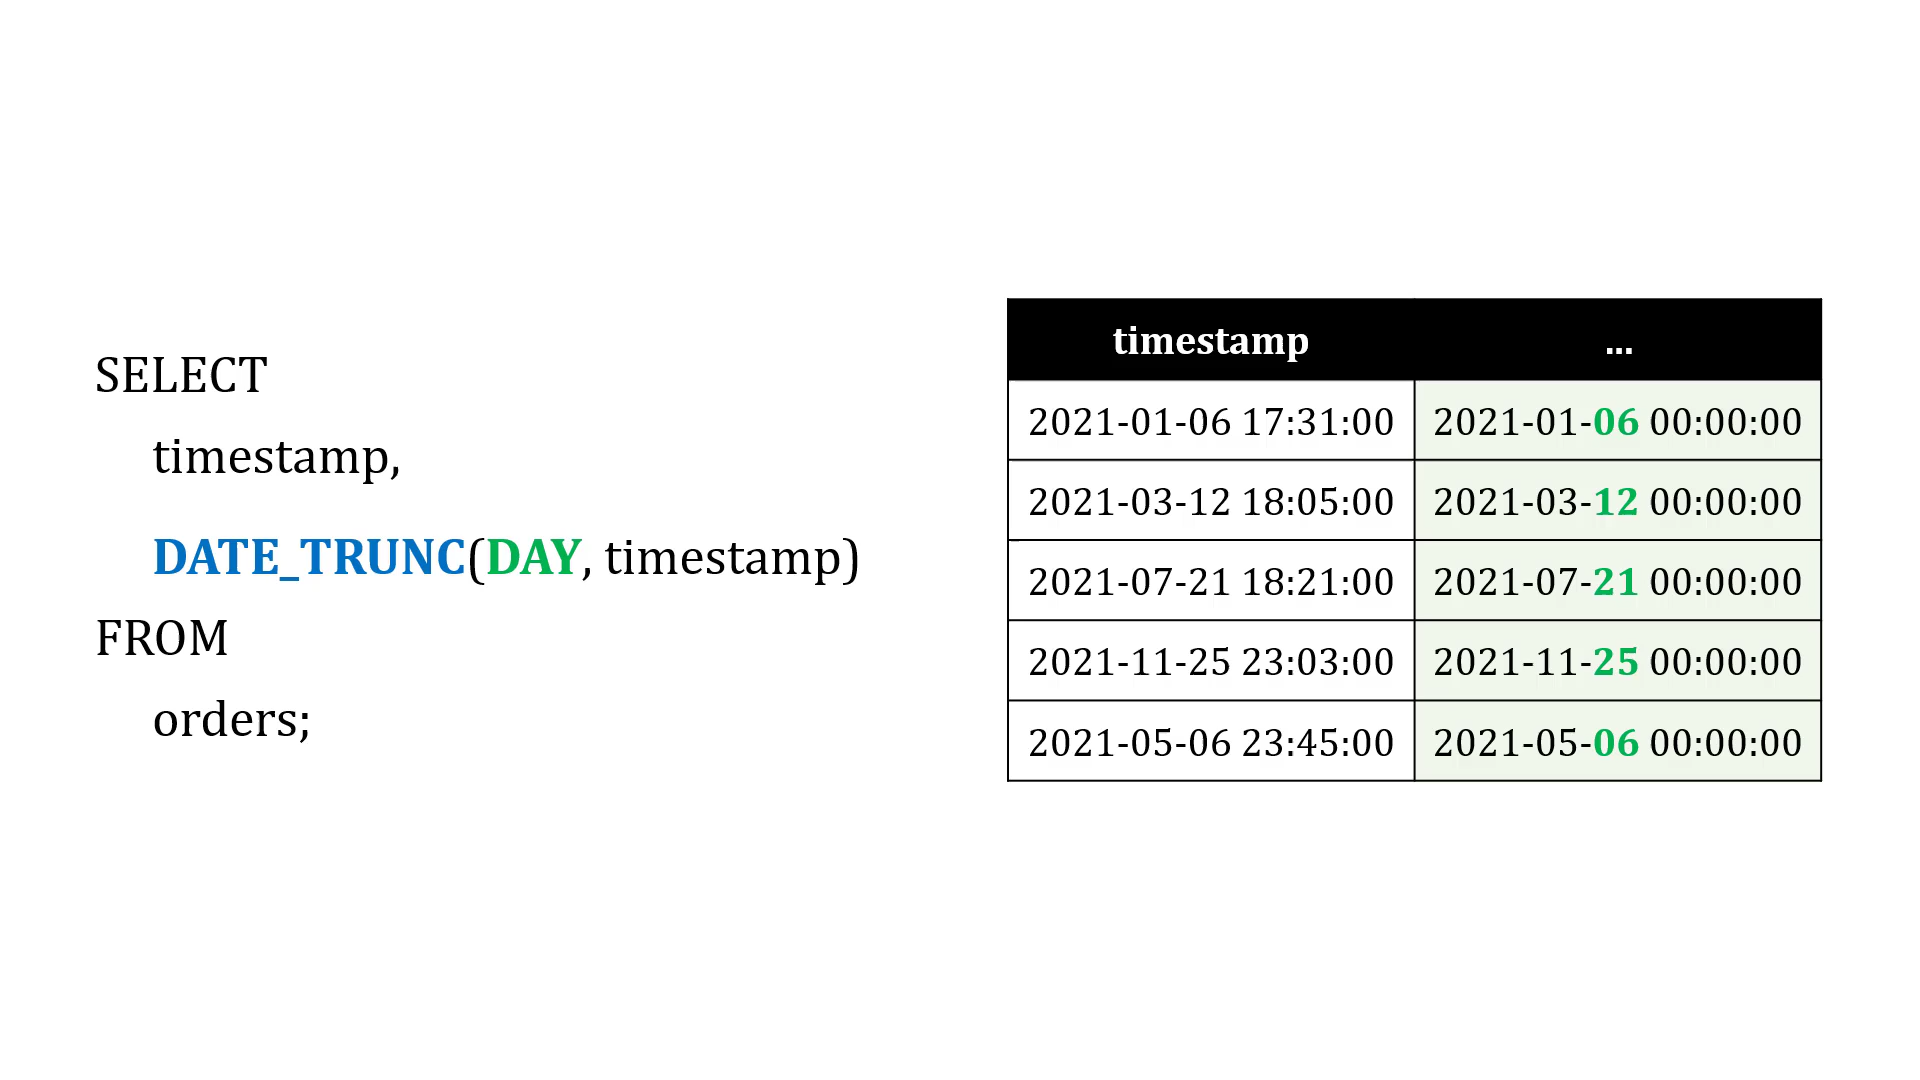 SELECT
timestamp,
DATE_TRUNC(DAY, timestamp)
FROM
orders;
timestamp ...
2021-01-06 17:31:00 2021-01-06 00:00:00
2021-03-12 18:05:00 2021-03-12 00:00:00
2021-07-21 18:21:00 2021-07-21 00:00:00
2021-11-25 23:03:00 2021-11-25 00:00:00
2021-05-06 23:45:00 2021-05-06 00:00:00